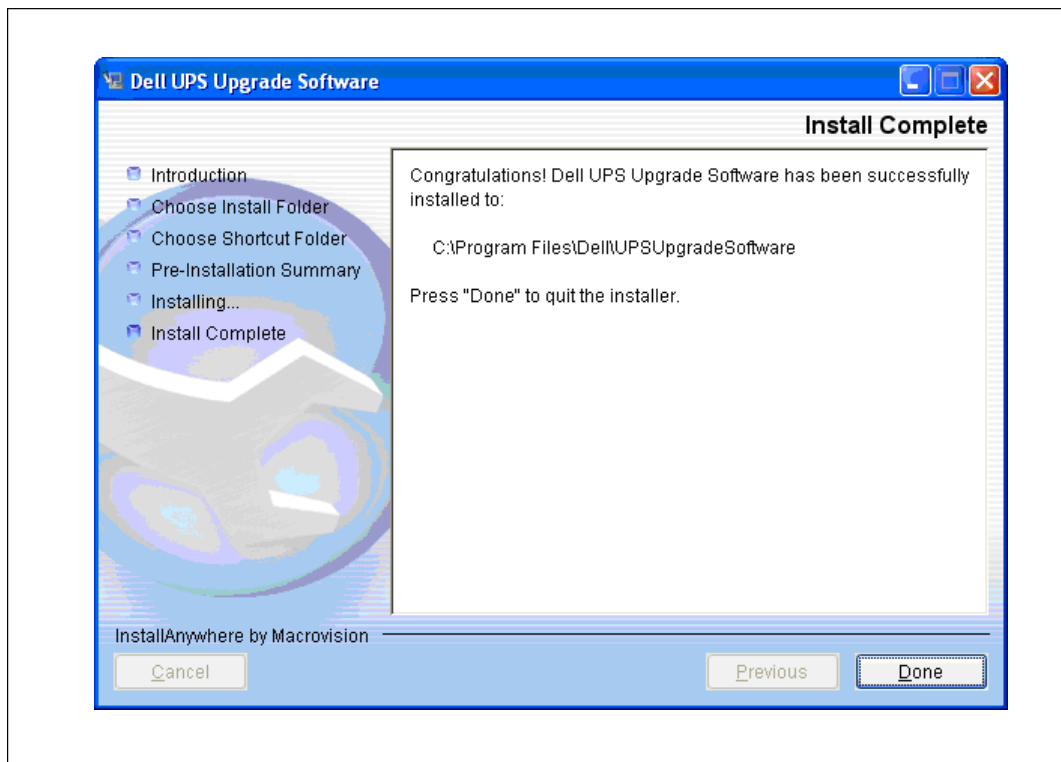 Dell UPS Upgrade Software
Install Complete
Introduction
Choose Install Folder
Choose Shortcut Folder
Pre-Installation Summary
Installing...
Install Complete
Congratulations! Dell UPS Upgrade Software has been successfully
installed to:
C:\Program Files\Dell\UPSUpgradeSoftware
Press "Done" to quit the installer.
InstallAnywhere by Macrovision
Cancel
Previous
Done